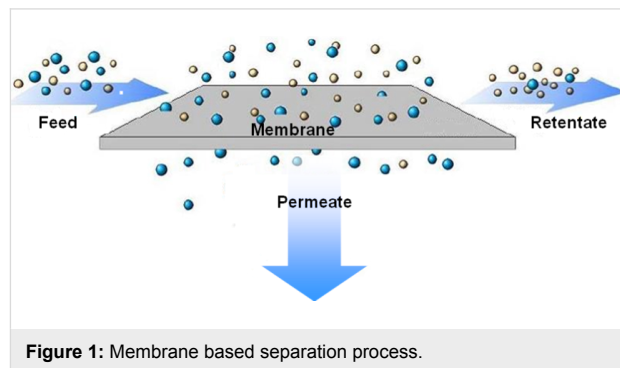 Feed
Retentate
Membrane
Permeate
Figure 1: Membrane based separation process.